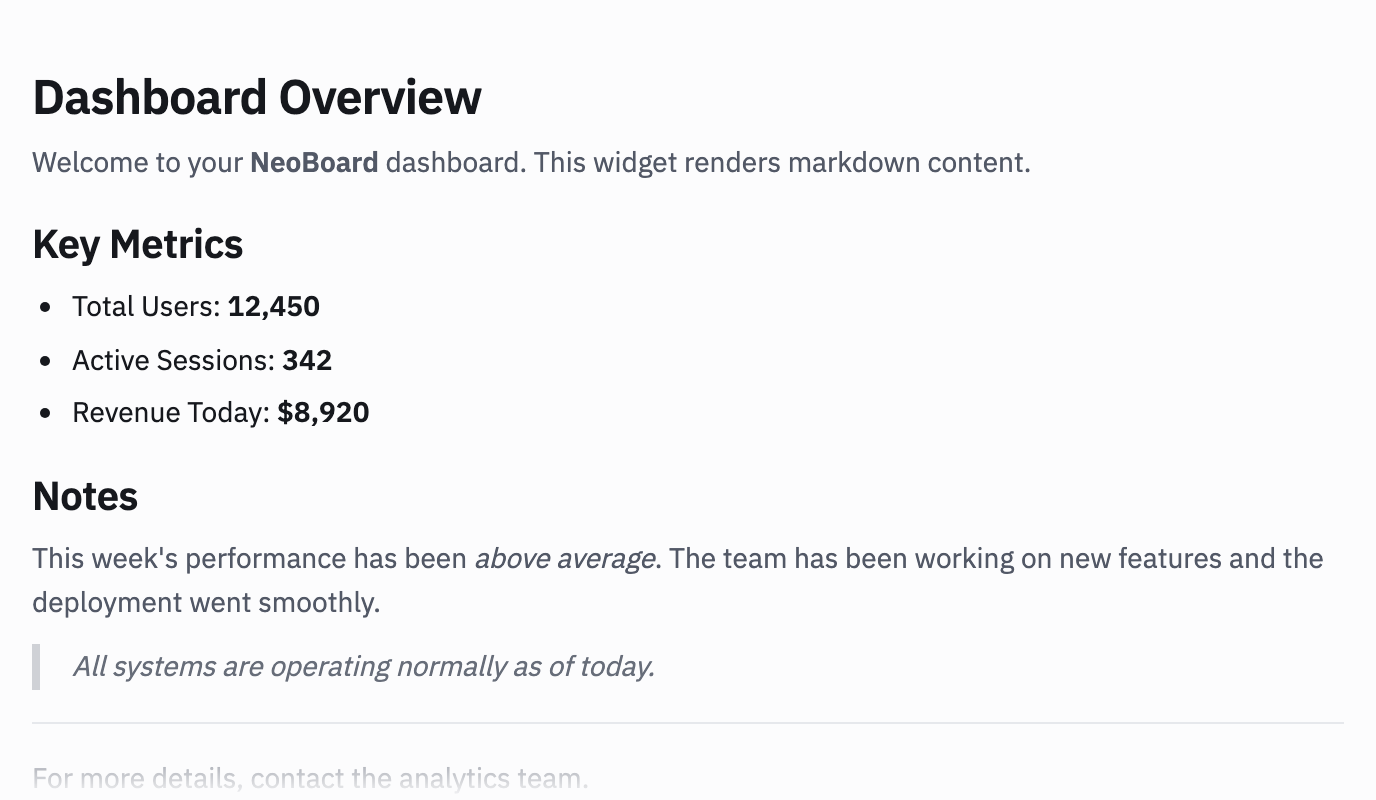 Dashboard Overview
Welcome to your NeoBoard dashboard. This widget renders markdown content.
Key Metrics
• Total Users: 12,450
• Active Sessions: 342
• Revenue Today: $8,920
Notes
This week's performance has been above average. The team has been working on new features and the
deployment went smoothly.
All systems are operating normally as of today.
For more details, contact the analytics team.